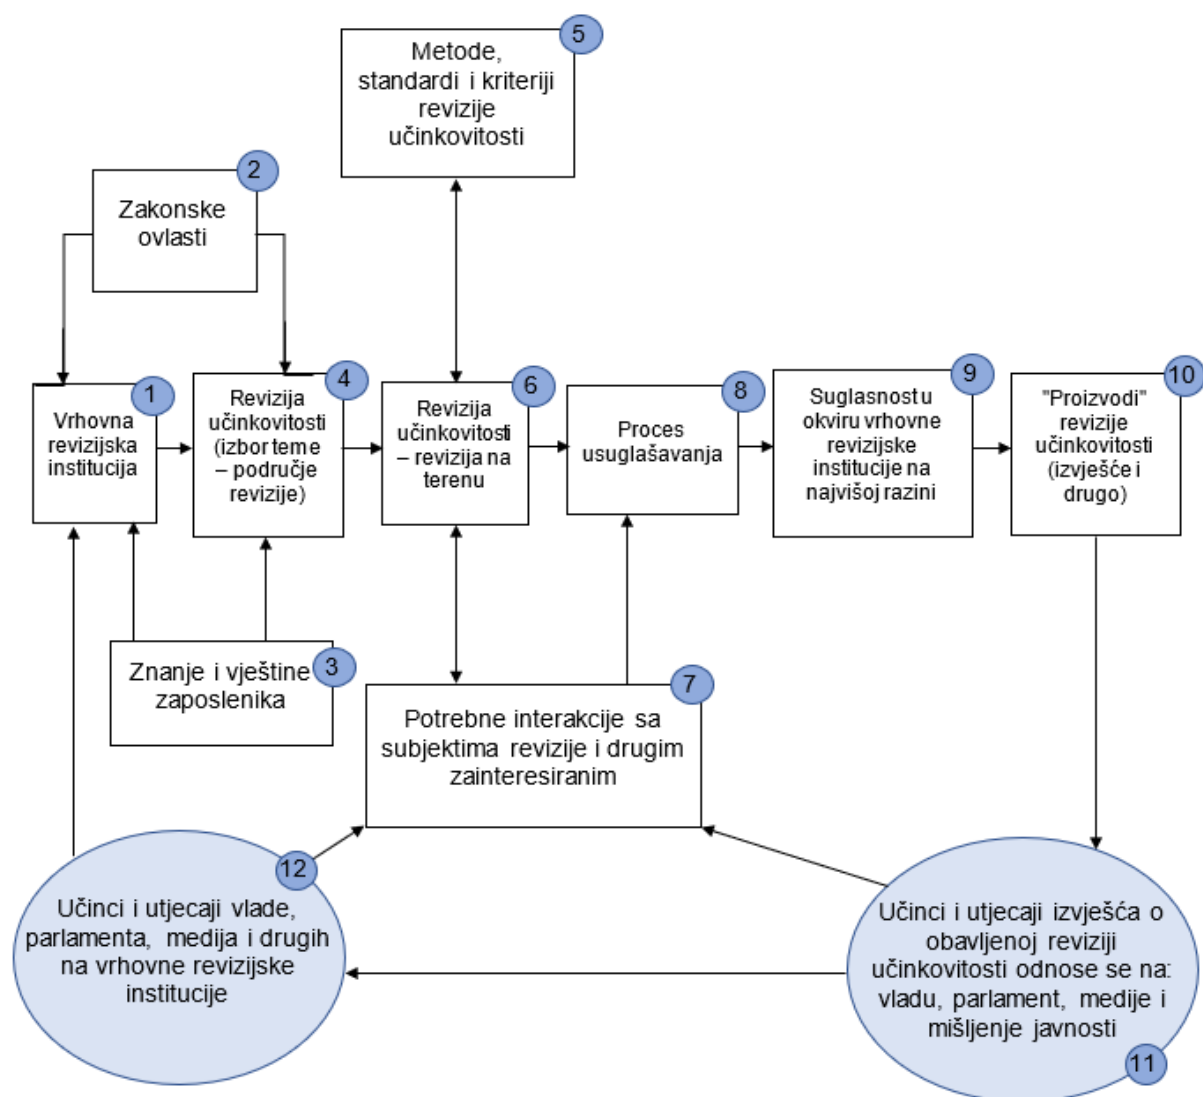 5
Metode,
standardi i kriteriji
revizije
učinkovitosti
2
Zakonske
ovlasti
1
Vrhovna
revizijska
institucija
4
Revizija
učinkovitosti
(izbor teme
– područje
revizije)
6
Revizija
učinkovitosti
– revizija na
terenu
8
Proces
usuglašavanja
9
Suglasnost u
okviru vrhovne
revizijske
institucije na
najvišoj razini
10
"Proizvodi"
revizije
učinkovitosti
(izvješće i
drugo)
3
Znanje i vještine
zaposlenika
7
Potrebne interakcije sa
subjektima revizije i drugim
zainteresiranim
12
Učinci i utjecaji vlade,
parlamenta, medija i drugih
na vrhovne revizijske
institucije
Učinci i utjecaji izvješća o
obavljenoj reviziji
učinkovitosti odnose se na:
vladu, parlament, medije i
mišljenje javnosti
11